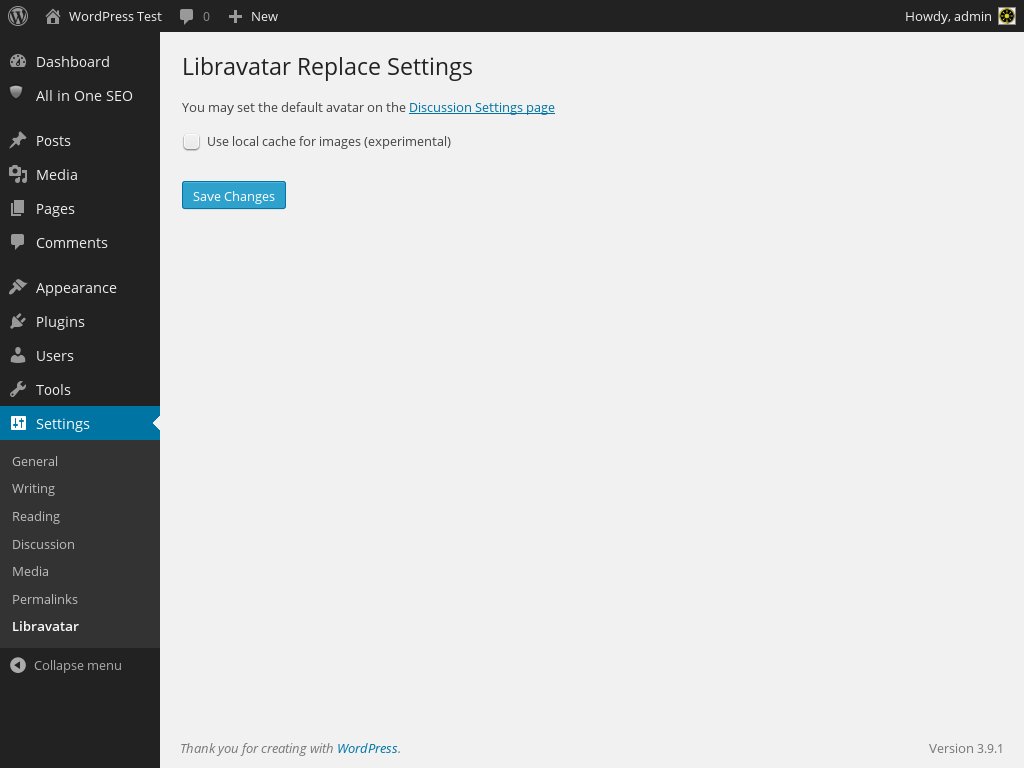 WordPress Test 0 New Howdy, admin
Dashboard
All in One SEO
Posts
Media
Pages
Comments
Appearance
Plugins
Users
Tools
Settings
General
Writing
Reading
Discussion
Media
Permalinks
Libravatar
Collapse menu
Libravatar Replace Settings
You may set the default avatar on the Discussion Settings page
Use local cache for images (experimental)
Save Changes
Thank you for creating with WordPress. Version 3.9.1